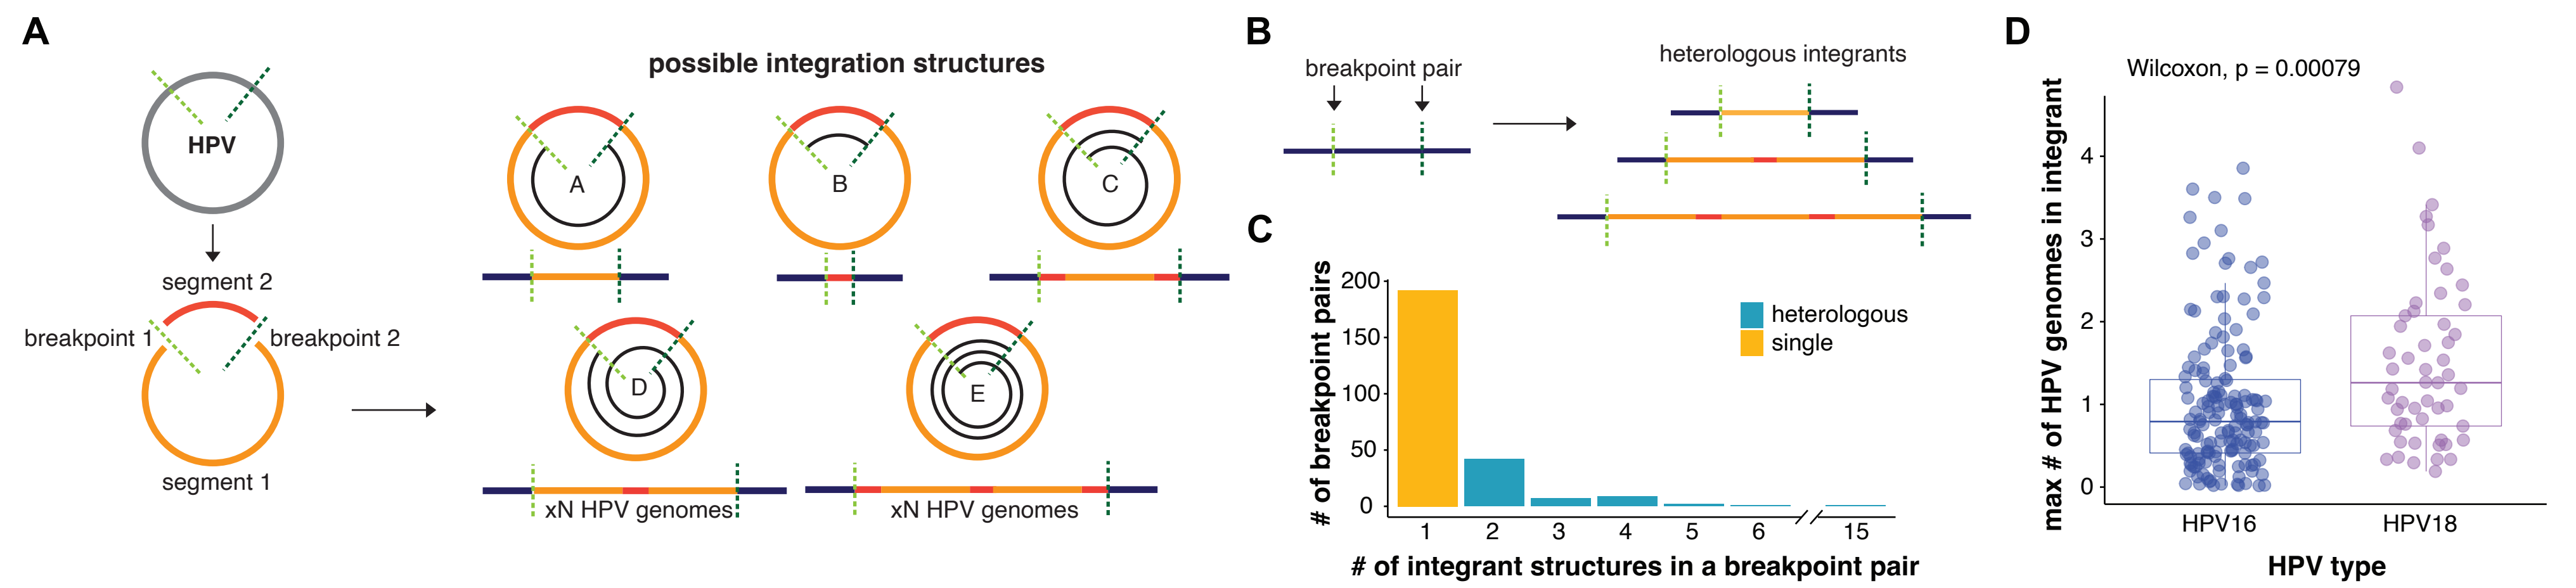 A
possible integration structures
HPV
segment 2
breakpoint 1
breakpoint 2
segment 1
A
B
C
D
E
xN HPV genomes
xN HPV genomes
B
breakpoint pair
heterologous integrants
C
# of breakpoint pairs
200
150
100
50
0
heterologous
single
1 2 3 4 5 6 15
# of integrant structures in a breakpoint pair
D
Wilcoxon, p = 0.00079
max # of HPV genomes in integrant
4
3
2
1
0
HPV16 HPV18
HPV type